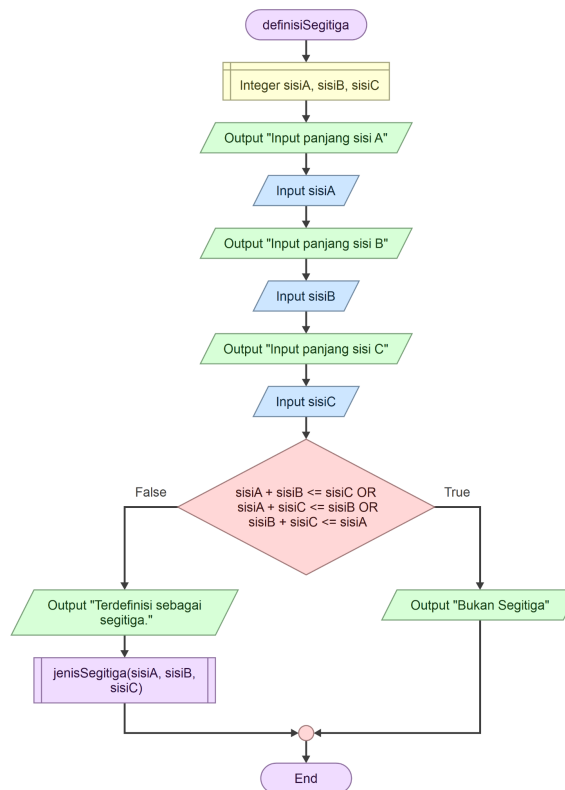 definisiSegitiga
Integer sisiA, sisiB, sisiC
Output "Input panjang sisi A"
Input sisiA
Output "Input panjang sisi B"
Input sisiB
Output "Input panjang sisi C"
Input sisiC
False
sisiA + sisiB <= sisiC OR
sisiA + sisiC <= sisiB OR
sisiB + sisiC <= sisiA
True
Output "Terdefinisi sebagai
segitiga."
jenisSegitiga(sisiA, sisiB,
sisiC)
Output "Bukan Segitiga"
End